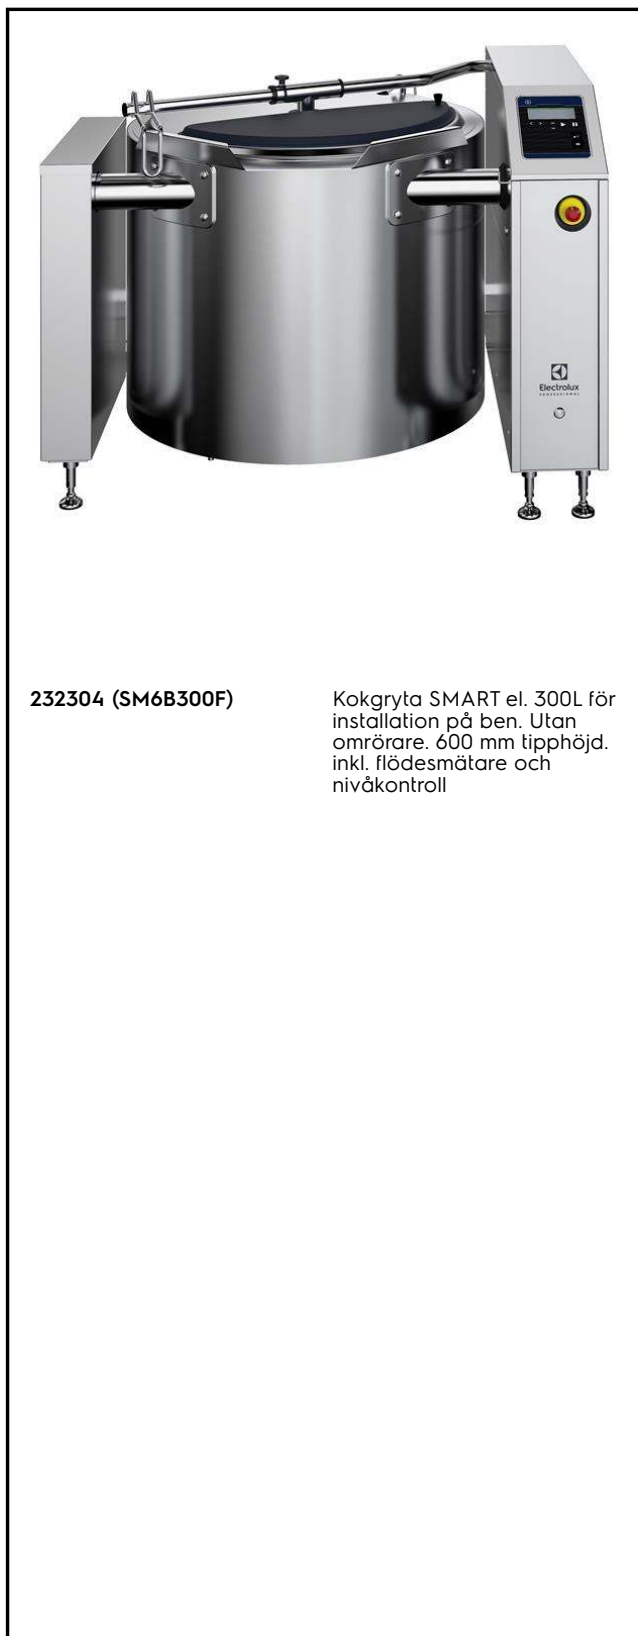 Electrolux
PROFESSIONAL
232304 (SM6B300F)
Kokgryta SMART el. 300L för
installation på ben. Utan
omrörare. 600 mm tipphöjd.
inkl. flödesmätare och
nivåkontroll